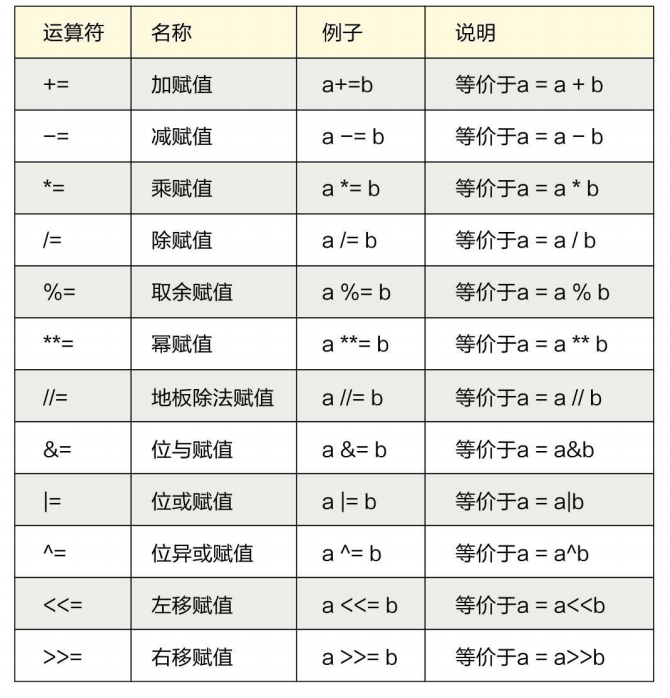 运算符 名称 例子 说明
+= 加赋值 a+=b 等价于a = a + b
−= 减赋值 a −= b 等价于a = a − b
*= 乘赋值 a *= b 等价于a = a * b
/= 除赋值 a /= b 等价于a = a / b
%= 取余赋值 a %= b 等价于a = a % b
**= 幂赋值 a **= b 等价于a = a ** b
//= 地板除法赋值 a //= b 等价于a = a // b
&= 位与赋值 a &= b 等价于a = a&b
|= 位或赋值 a |= b 等价于a = a|b
^= 位异或赋值 a ^= b 等价于a = a^b
<<= 左移赋值 a <<= b 等价于a = a<<b
>>= 右移赋值 a >>= b 等价于a = a>>b